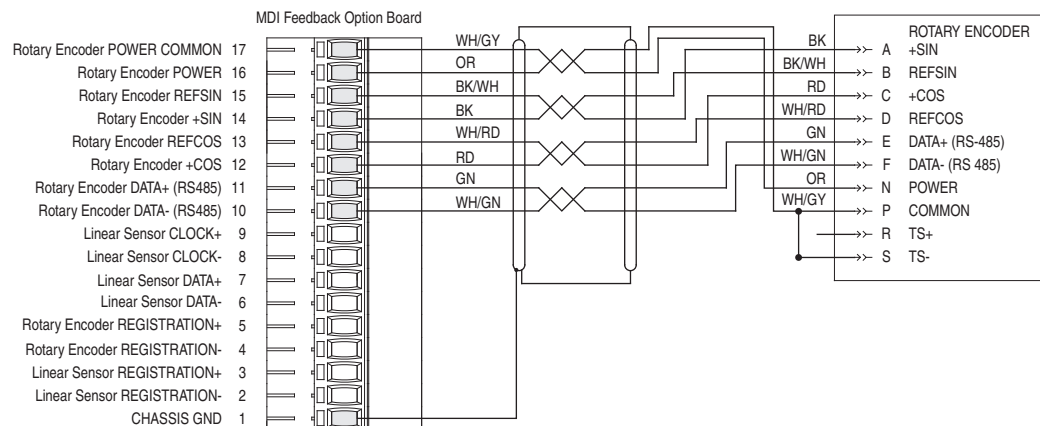 MDI Feedback Option Board
Rotary Encoder POWER COMMON 17
Rotary Encoder POWER 16
Rotary Encoder REFSIN 15
Rotary Encoder +SIN 14
Rotary Encoder REFCOS 13
Rotary Encoder +COS 12
Rotary Encoder DATA+ (RS485) 11
Rotary Encoder DATA- (RS485) 10
Linear Sensor CLOCK+ 9
Linear Sensor CLOCK- 8
Linear Sensor DATA+ 7
Linear Sensor DATA- 6
Rotary Encoder REGISTRATION+ 5
Rotary Encoder REGISTRATION- 4
Linear Sensor REGISTRATION+ 3
Linear Sensor REGISTRATION- 2
CHASSIS GND 1
WH/GY
OR
BK/WH
BK
WH/RD
RD
GN
WH/GN
ROTARY ENCODER
BK A +SIN
BK/WH B REFSIN
RD C +COS
WH/RD D REFCOS
GN E DATA+ (RS-485)
WH/GN F DATA- (RS 485)
OR N POWER
WH/GY P COMMON
R TS+
S TS-